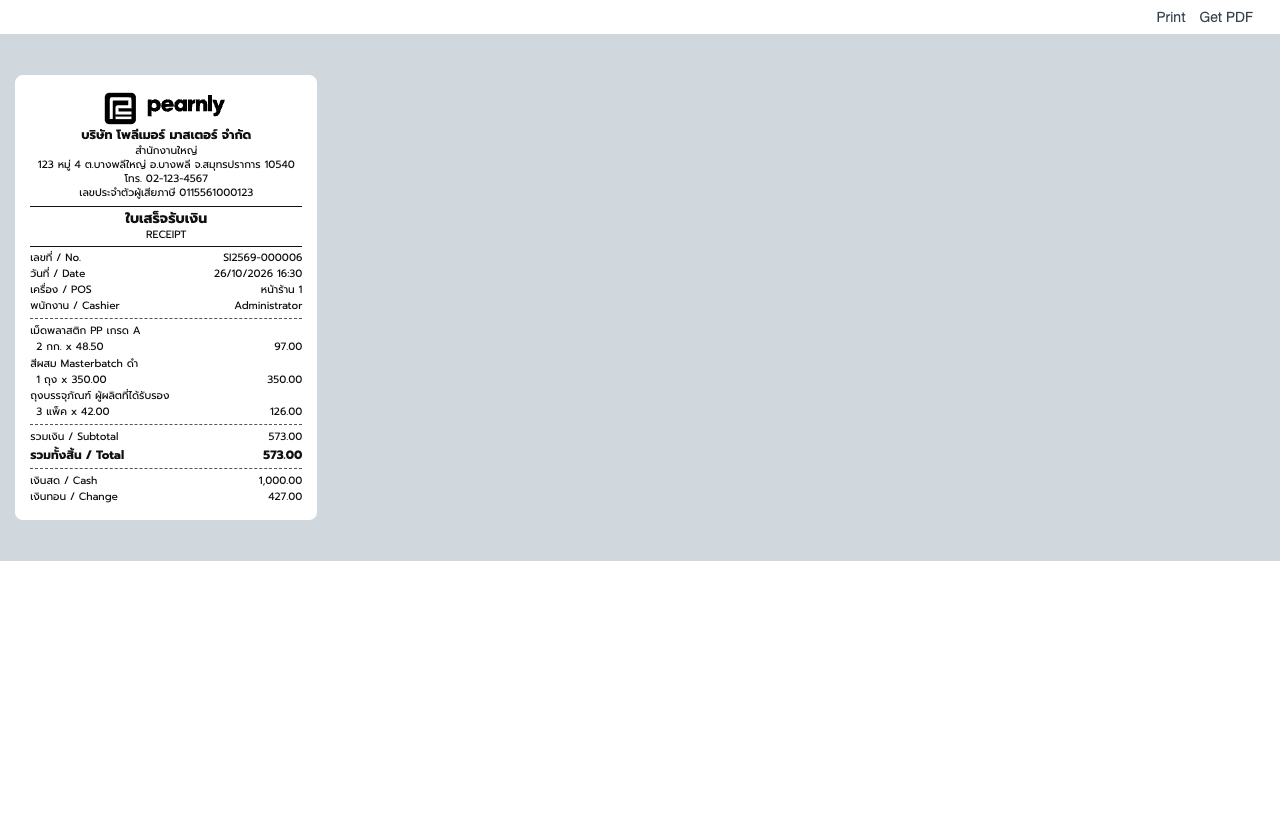 Print Get PDF
pearnly
บริษัท โพลีเมอร์ มาสเตอร์ จำกัด
สำนักงานใหญ่
123 หมู่ 4 ต.บางพลีใหญ่ อ.บางพลี จ.สมุทรปราการ 10540
โทร. 02-123-4567
เลขประจำตัวผู้เสียภาษี 0115561000123
ใบเสร็จรับเงิน
RECEIPT
เลขที่ / No. SI2569-000006
วันที่ / Date 26/10/2026 16:30
เครื่อง / POS หน้าร้าน 1
พนักงาน / Cashier Administrator
เม็ดพลาสติก PP เกรด A
2 กก. x 48.50 97.00
สีผสม Masterbatch ดำ
1 ถุง x 350.00 350.00
ถุงบรรจุภัณฑ์ ผู้ผลิตที่ได้รับรอง
3 แพ็ค x 42.00 126.00
รวมเงิน / Subtotal 573.00
รวมทั้งสิ้น / Total 573.00
เงินสด / Cash 1,000.00
เงินทอน / Change 427.00